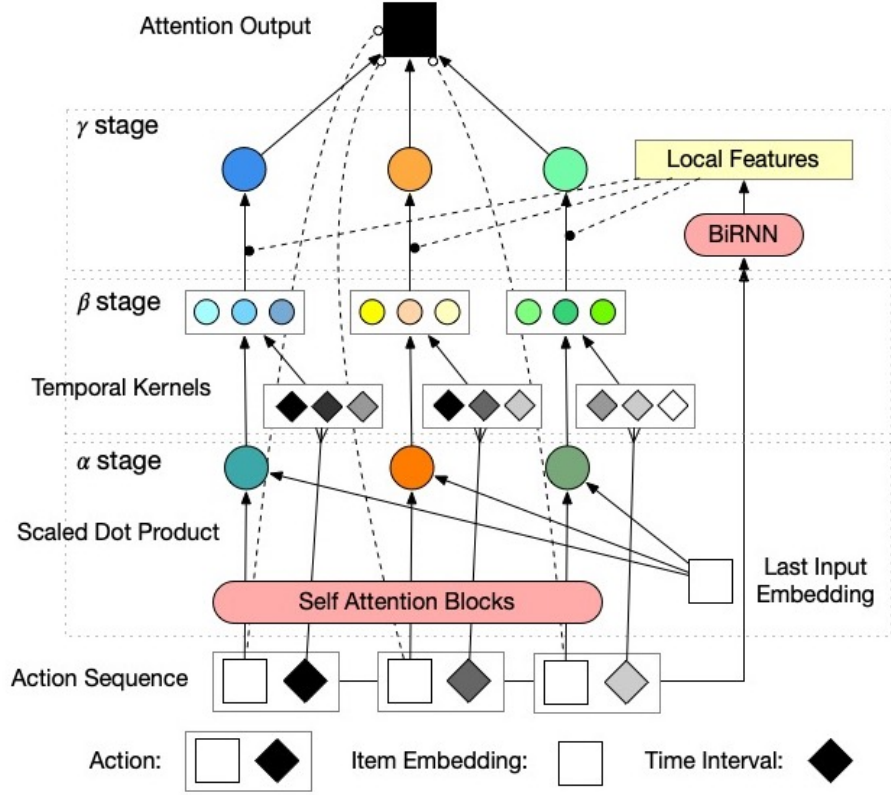 Attention Output
γ stage
Local Features
BiRNN
β stage
Temporal Kernels
α stage
Scaled Dot Product
Last Input
Embedding
Self Attention Blocks
Action Sequence
Action:
Item Embedding:
Time Interval: